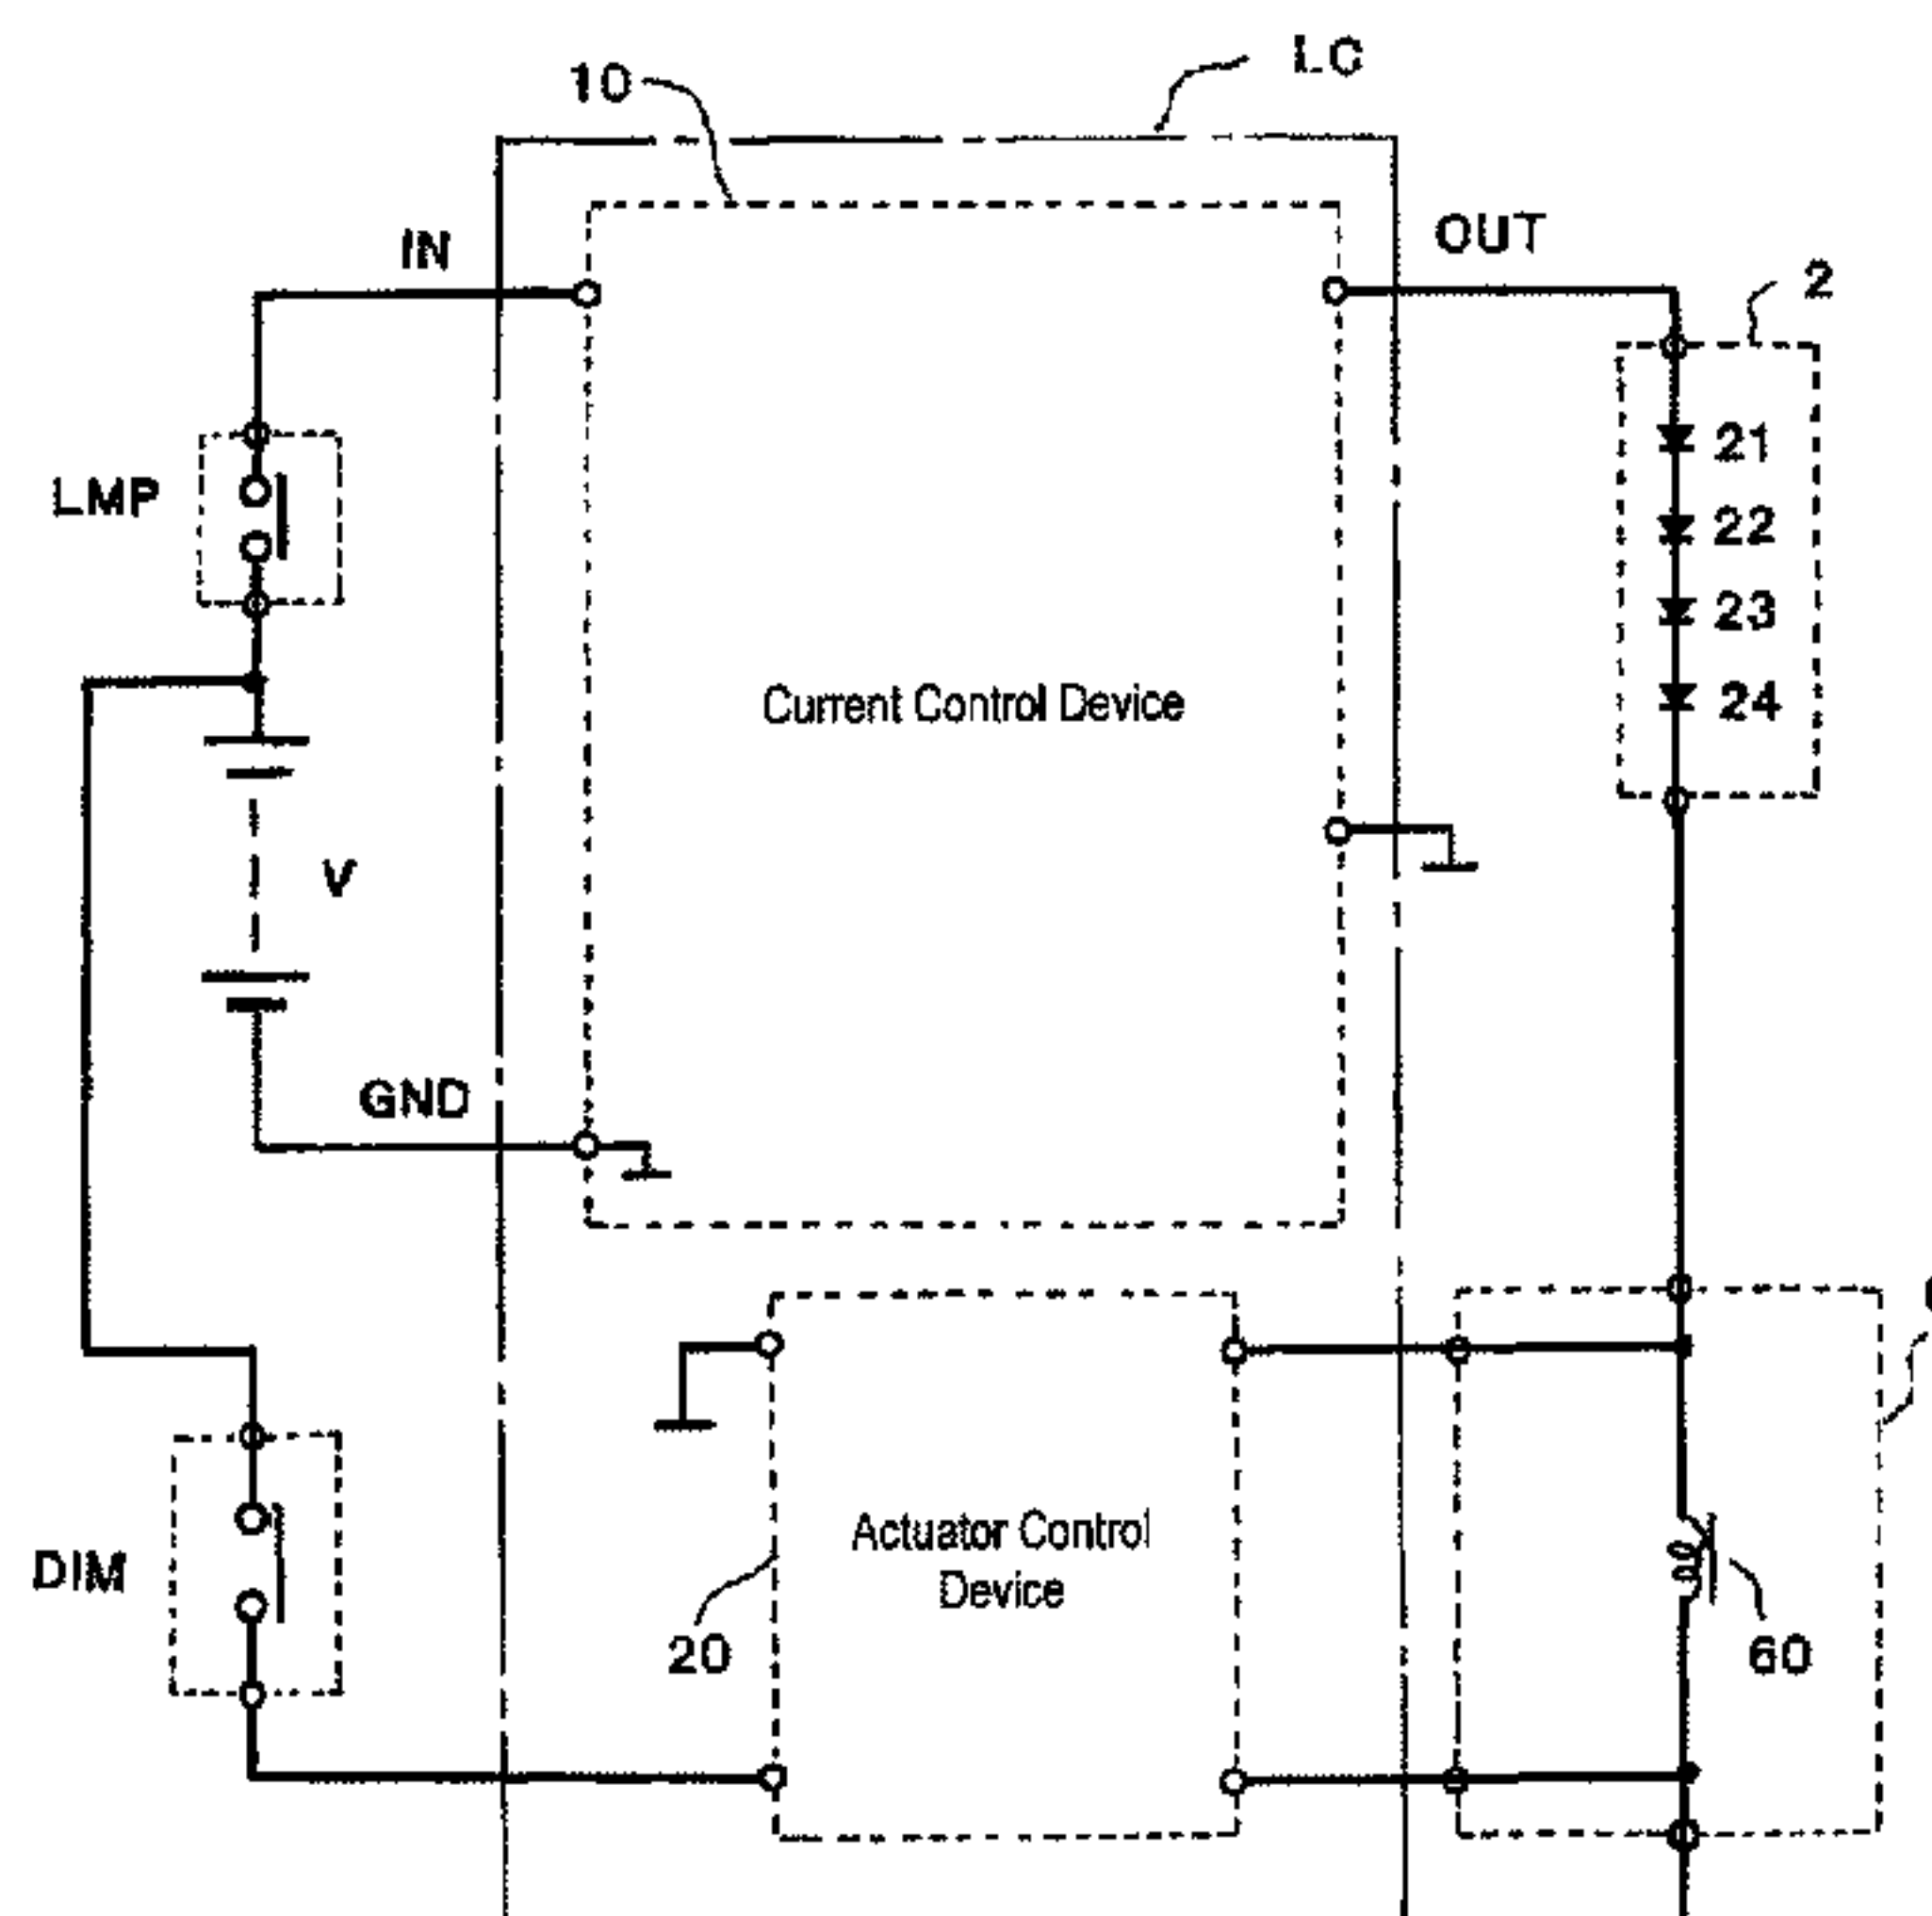 10
LC
IN
OUT
2
LMP
21
22
23
24
Current Control Device
V
GND
DIM
Actuator Control
Device
20
60